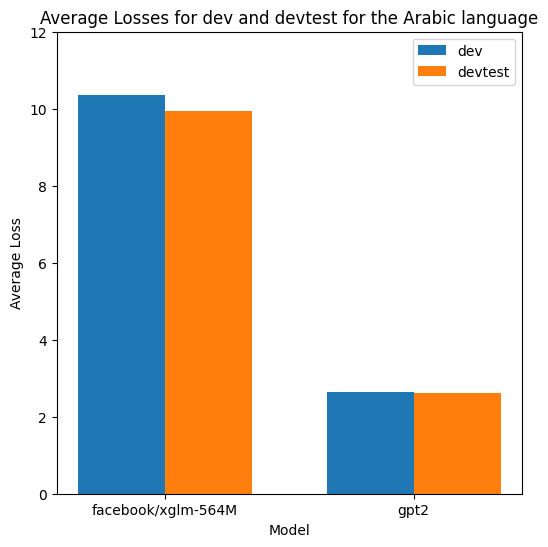 Average Losses for dev and devtest for the Arabic language
12
10
8
6
4
2
0
Average Loss
dev
devtest
facebook/xglm-564M
gpt2
Model